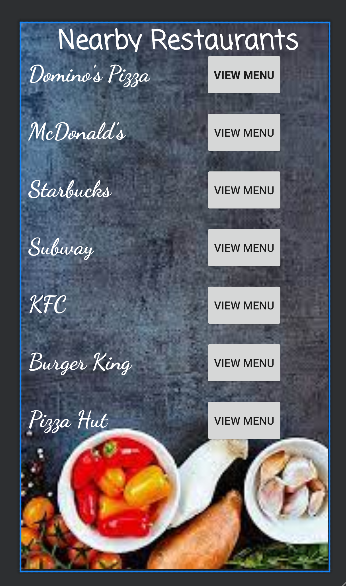 Nearby Restaurants
Domino's Pizza VIEW MENU
McDonald's VIEW MENU
Starbucks VIEW MENU
Subway VIEW MENU
KFC VIEW MENU
Burger King VIEW MENU
Pizza Hut VIEW MENU